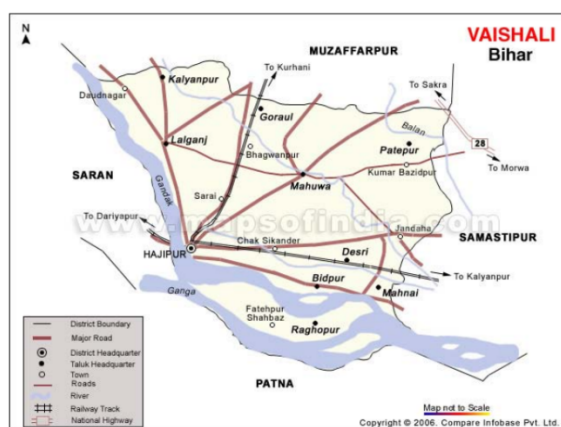 N
VAISHALI
Bihar
MUZAFFARPUR
To Kurhani
Kalyanpur
Daudnagar
To Sakra
Goraul
Balan
28
Lalganj
Bhagwanpur
Patepur
To Morwa
Kumar Bazidpur
SARAN
Gandak
Mahuwa
Sarai
To Dariyapur
www.mapsofindia.com
Jandaha
SAMASTIPUR
HAJIPUR
Chak Sikander
Desri
To Kalyanpur
Bidpur
Mahnai
Ganga
Fatehpur
Shahbaz
Raghopur
PATNA
District Boundary
Major Road
District Headquarter
Taluk Headquarter
Town
Roads
River
Railway Track
National Highway
Map not to Scale
Copyright © 2006. Compare Infobase Pvt. Ltd.